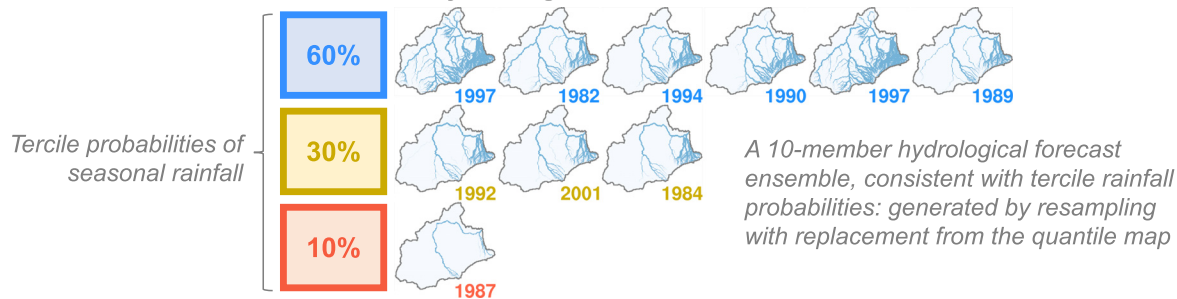 60%
1997
1982
1994
1990
1997
1989
Tercile probabilities of
seasonal rainfall
30%
1992
2001
1984
A 10-member hydrological forecast
ensemble, consistent with tercile rainfall
probabilities: generated by resampling
with replacement from the quantile map
10%
1987